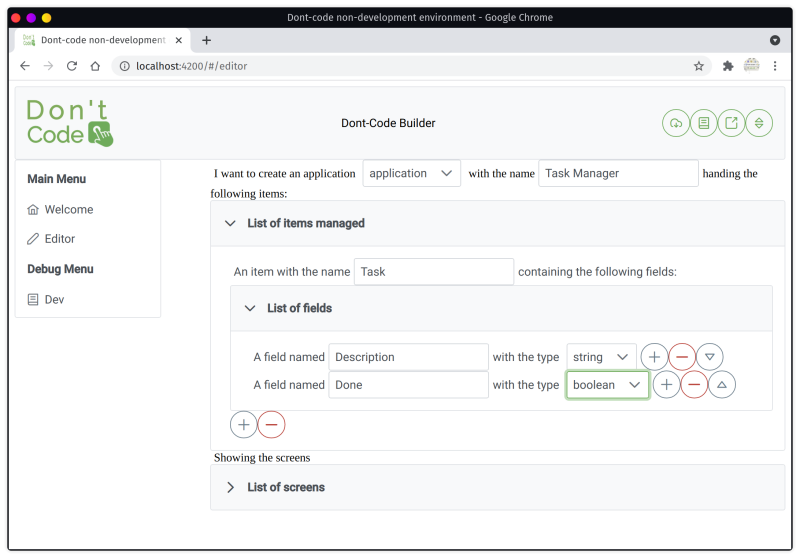 Dont-code non-development environment - Google Chrome
Don't Code
Dont-code non-development
localhost:4200/#/editor
Don't
Code
Dont-Code Builder
Main Menu
Welcome
Editor
Debug Menu
Dev
I want to create an application application with the name Task Manager handing the
following items:
List of items managed
An item with the name Task containing the following fields:
List of fields
A field named Description with the type string
A field named Done with the type boolean
Showing the screens
List of screens